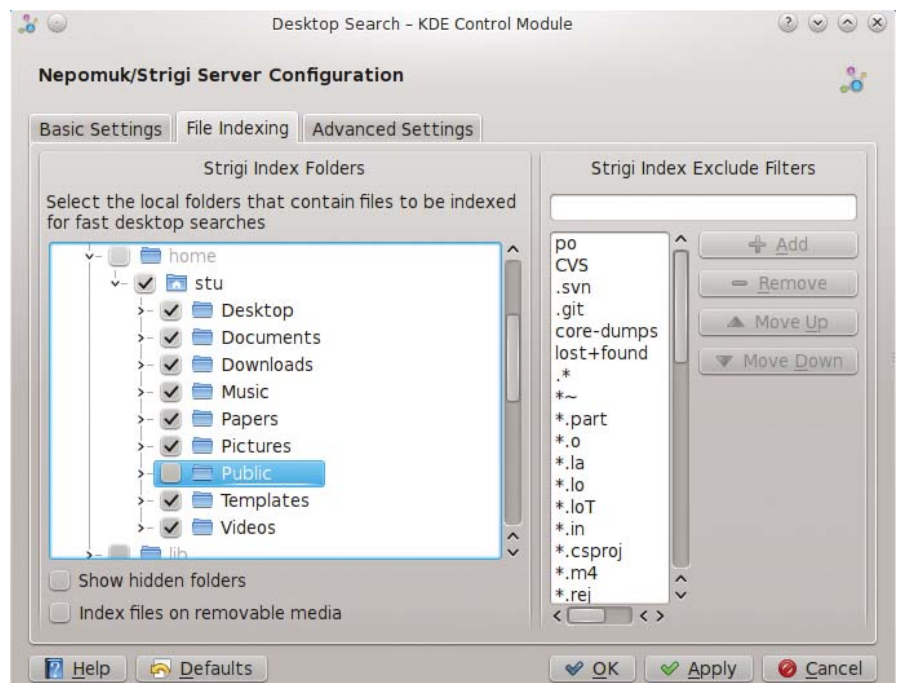 Desktop Search – KDE Control Module
Nepomuk/Strigi Server Configuration
Basic Settings
File Indexing
Advanced Settings
Strigi Index Folders
Select the local folders that contain files to be indexed
for fast desktop searches
home
stu
Desktop
Documents
Downloads
Music
Papers
Pictures
Public
Templates
Videos
lib
Show hidden folders
Index files on removable media
Strigi Index Exclude Filters
po
CVS
.svn
.git
core-dumps
lost+found
.*
*~
*.part
*.o
*.la
*.lo
*.loT
*.in
*.csproj
*.m4
*.rej
Add
Remove
Move Up
Move Down
Help
Defaults
OK
Apply
Cancel